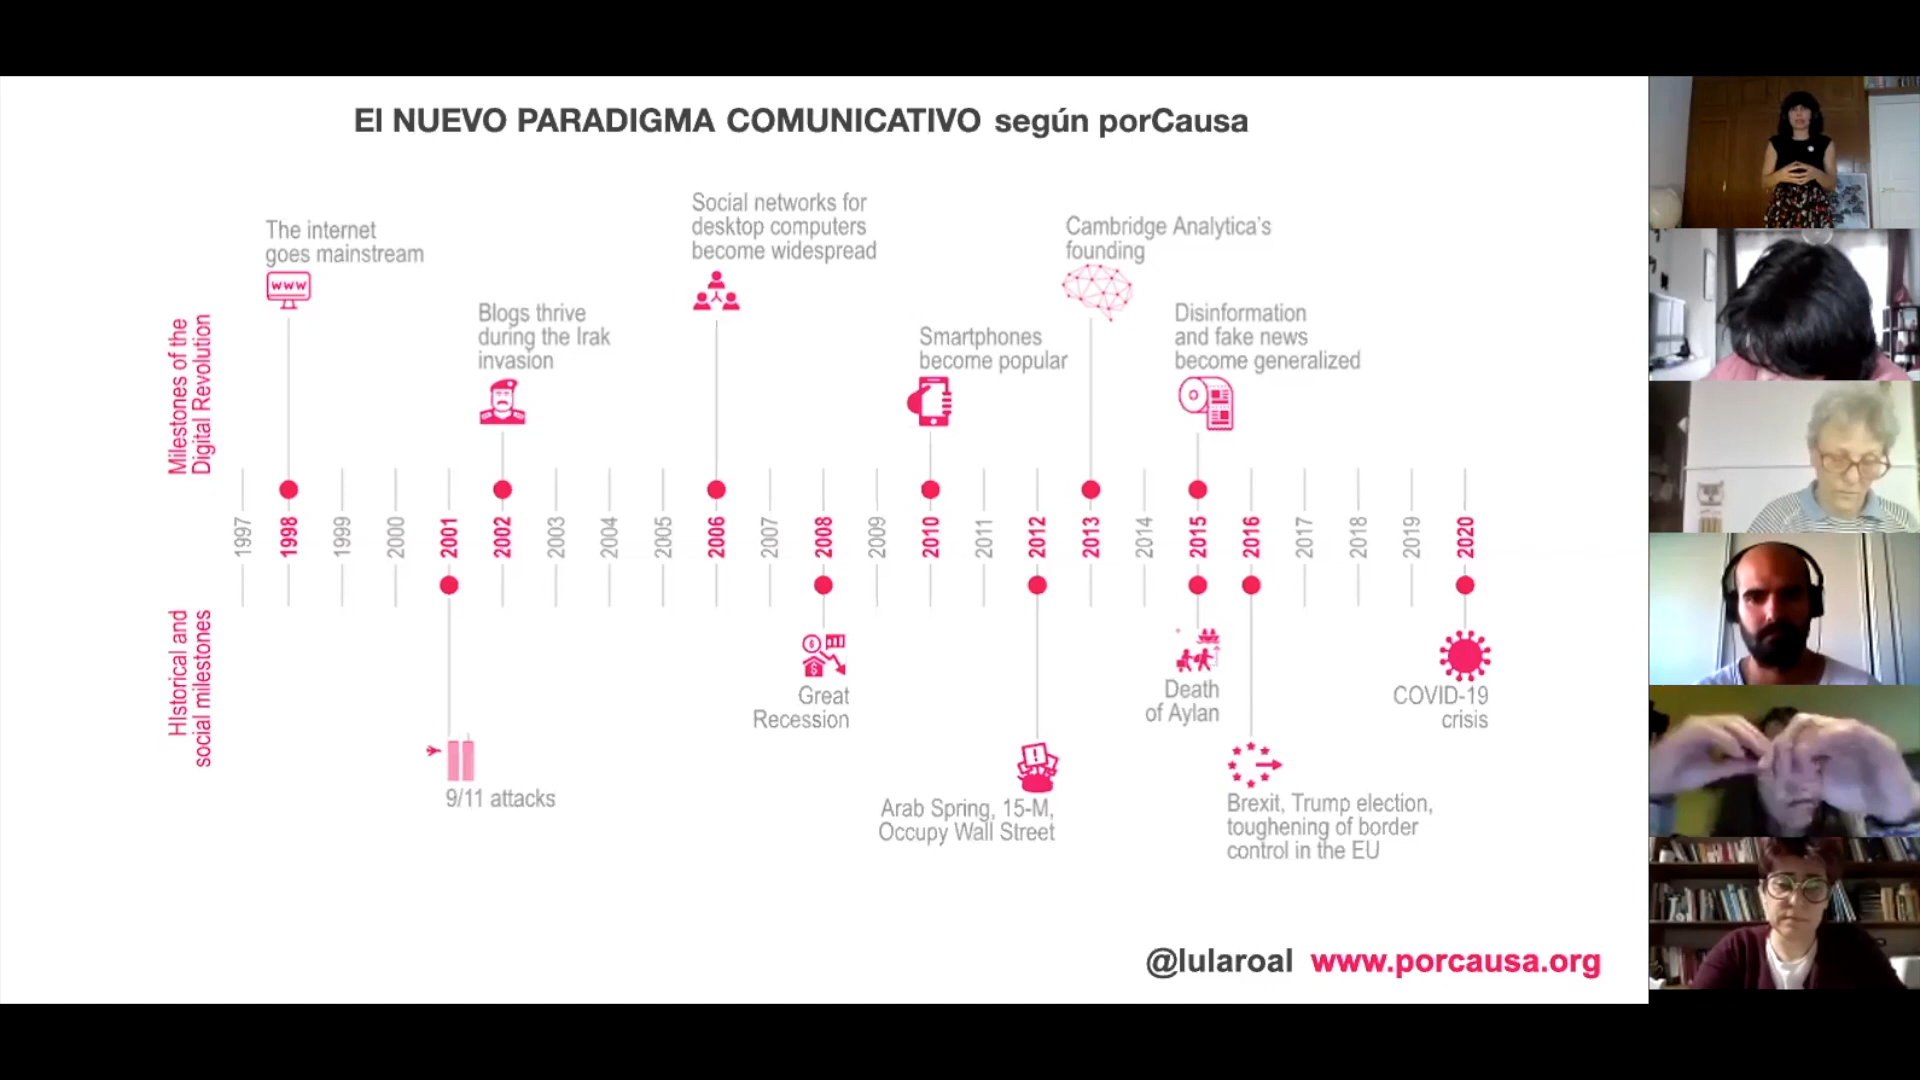 El NUEVO PARADIGMA COMUNICATIVO según porCausa
Milestones of the
Digital Revolution
The internet
goes mainstream
www
Blogs thrive
during the Irak
invasion
Social networks for
desktop computers
become widespread
Smartphones
become popular
Cambridge Analytica's
founding
Disinformation
and fake news
become generalized
1997
1998
1999
2000
2001
2002
2003
2004
2005
2006
2007
2008
2009
2010
2011
2012
2013
2014
2015
2016
2017
2018
2019
2020
HIstorical and
social milestones
9/11 attacks
Great
Recession
Arab Spring, 15-M,
Occupy Wall Street
Death
of Aylan
Brexit, Trump election,
toughening of border
control in the EU
COVID-19
crisis
@lularoal www.porcausa.org